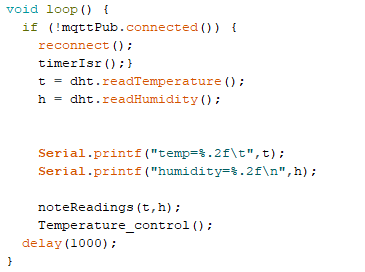 void loop() {
  if (!mqttPub.connected()) {
    reconnect();
    timerIsr();}
    t = dht.readTemperature();
    h = dht.readHumidity();
    Serial.printf("temp=%.2f\t",t);
    Serial.printf("humidity=%.2f\n",h);
    noteReadings(t,h);
    Temperature_control();
  delay(1000);
}